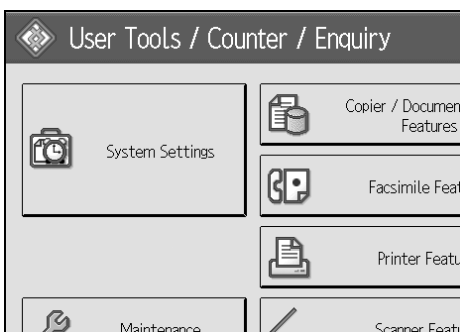 User Tools / Counter / Enquiry
System Settings
Copier / Documen
Features
Facsimile Feat
Printer Featu
Maintenance
Scanner Featu